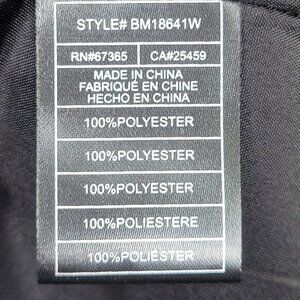 STYLE# BM18641W
RN#67365 CA#25459
MADE IN CHINA
FABRIQUÉ EN CHINE
HECHO EN CHINA
100%POLYESTER
100%POLYESTER
100%POLYESTER
100%POLIESTERE
100%POLIESTER